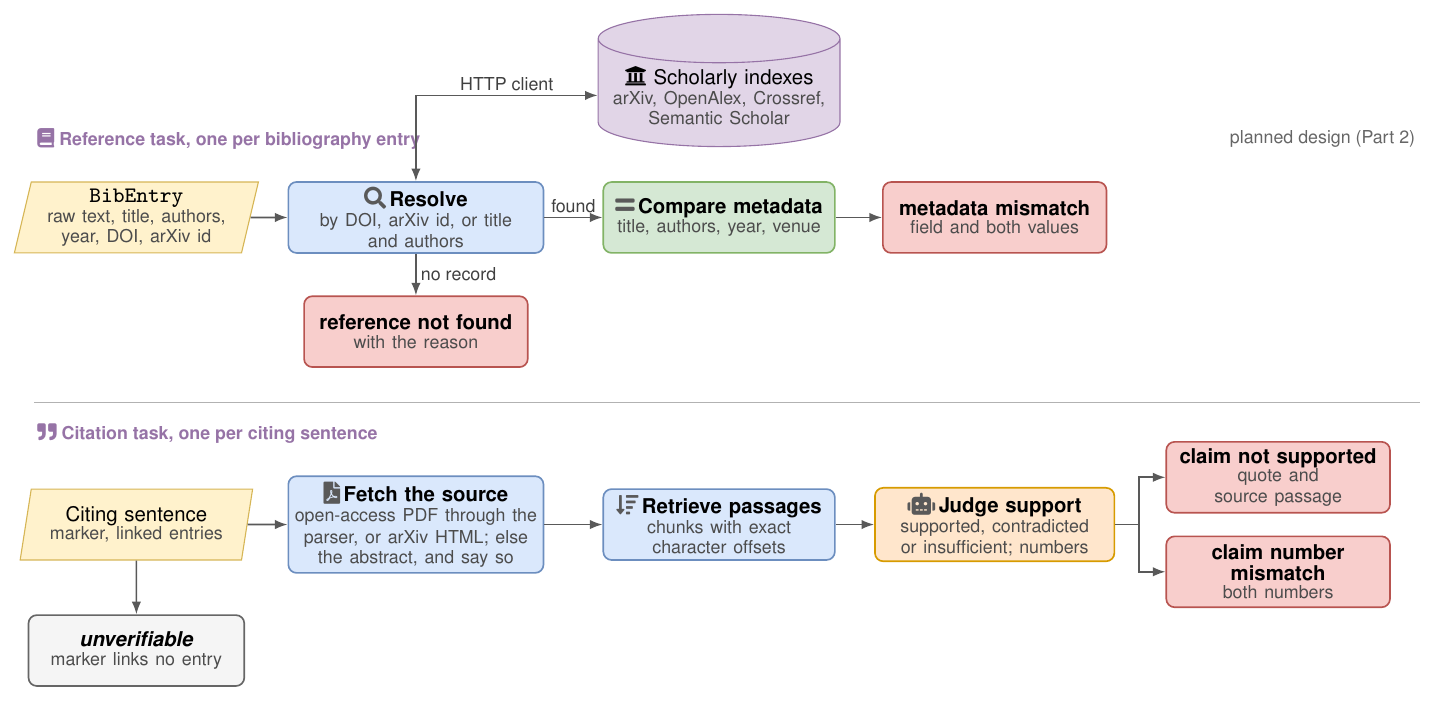 HTTP client
Scholarly indexes
arXiv, OpenAlex, Crossref,
Semantic Scholar
Reference task, one per bibliography entry
planned design (Part 2)
BibEntry
raw text, title, authors,
year, DOI, arXiv id
Resolve
by DOI, arXiv id, or title
and authors
found
Compare metadata
title, authors, year, venue
metadata mismatch
field and both values
no record
reference not found
with the reason
Citation task, one per citing sentence
Citing sentence
marker, linked entries
Fetch the source
open-access PDF through the
parser, or arXiv HTML; else
the abstract, and say so
Retrieve passages
chunks with exact
character offsets
Judge support
supported, contradicted
or insufficient; numbers
claim not supported
quote and
source passage
claim number
mismatch
both numbers
unverifiable
marker links no entry